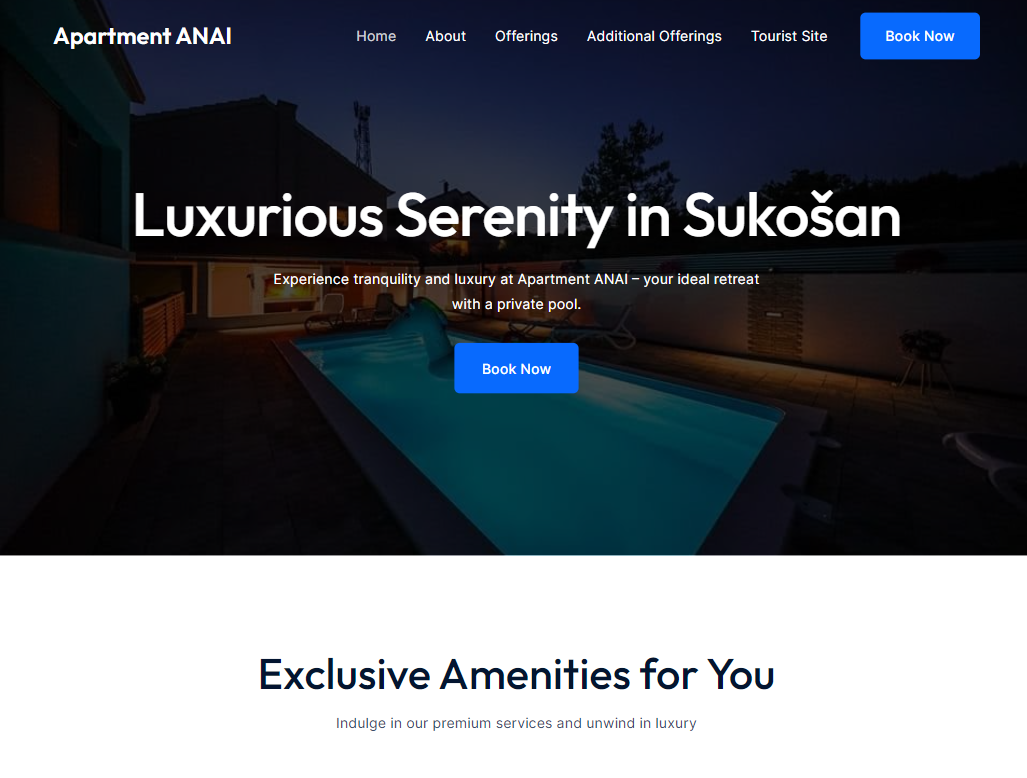 Apartment ANAI
Home
About
Offerings
Additional Offerings
Tourist Site
Book Now
Luxurious Serenity in Sukošan
Experience tranquility and luxury at Apartment ANAI – your ideal retreat
with a private pool.
Book Now
Exclusive Amenities for You
Indulge in our premium services and unwind in luxury